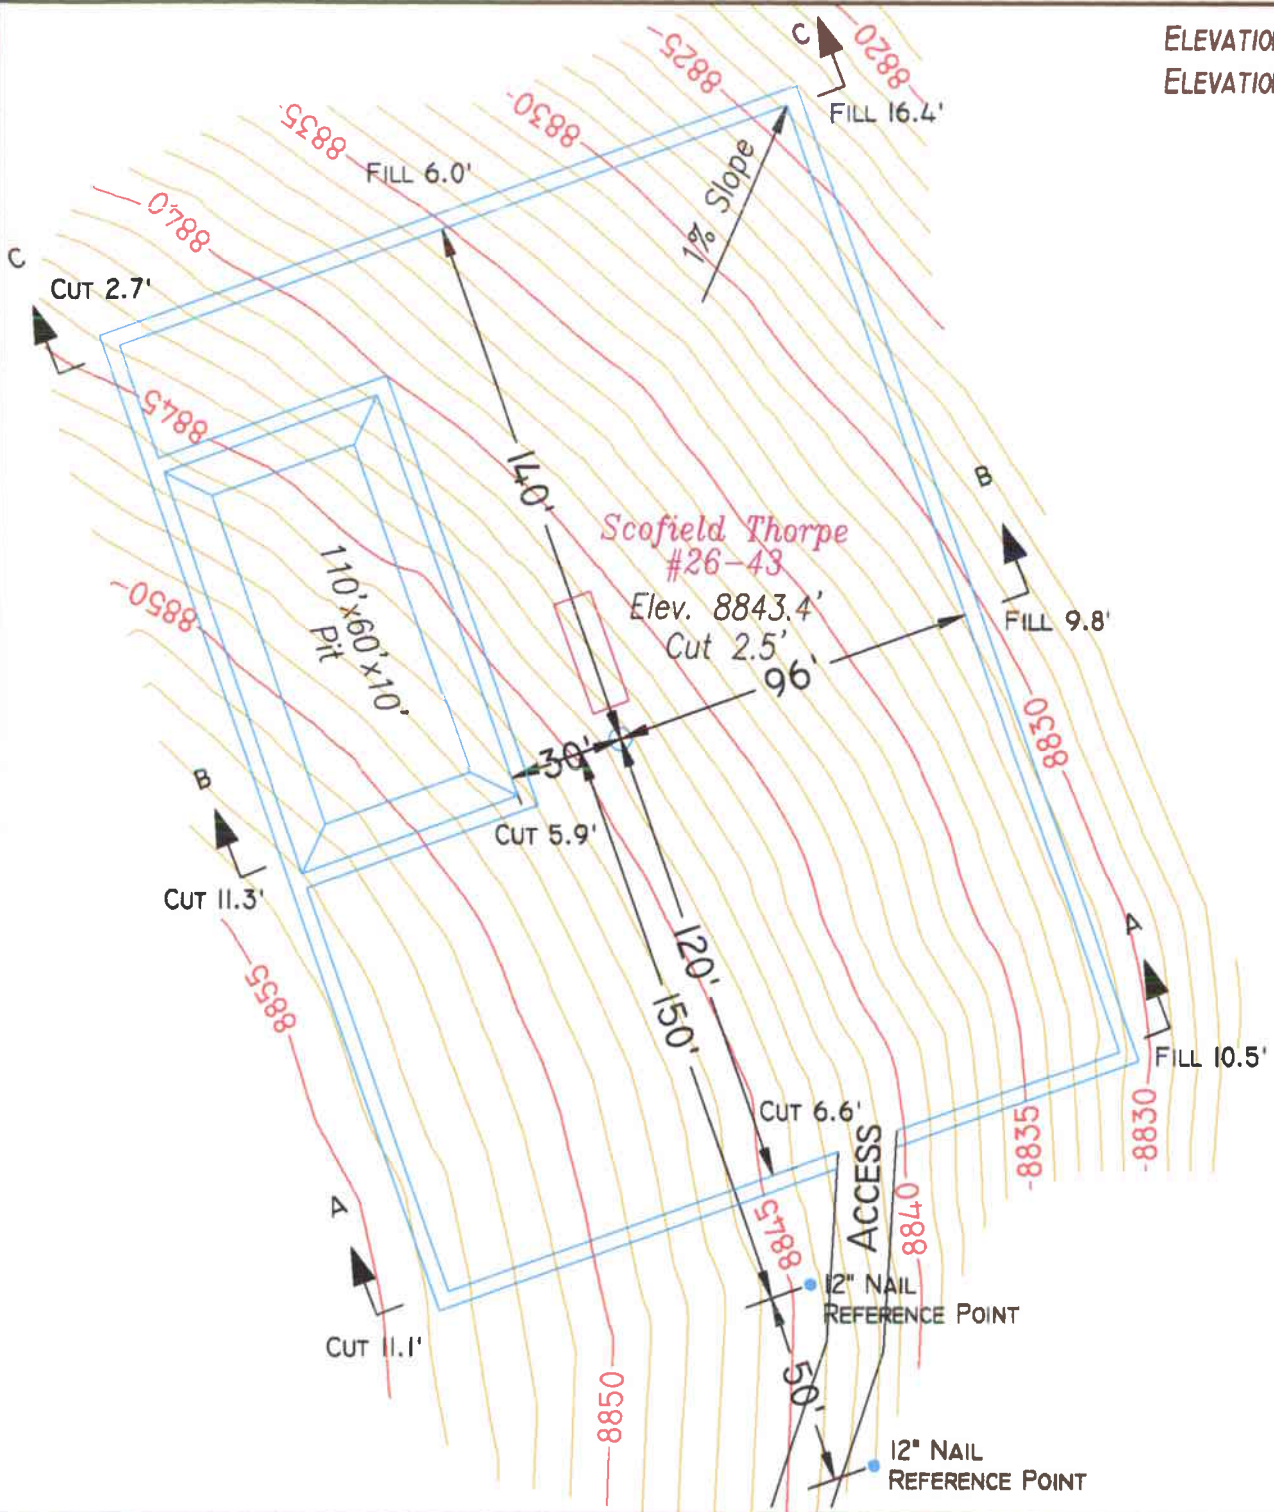 C
8820
ELEVATIO
ELEVATIO
8825
FILL 16.4'
8830
8835
FILL 6.0'
1% Slope
8840
C
CUT 2.7'
8845
140'
B
Scofield Thorpe
#26-43
Elev. 8843.4'
Cut 2.5'
110'x60'x10'
Pit
8850
FILL 9.8'
96'
8830
30'
B
CUT 5.9'
CUT 11.3'
120'
A
8855
150'
FILL 10.5'
CUT 6.6'
ACCESS
8835
8830
A
8845
8840
12" NAIL
REFERENCE POINT
CUT 11.1'
50'
8850
12" NAIL
REFERENCE POINT